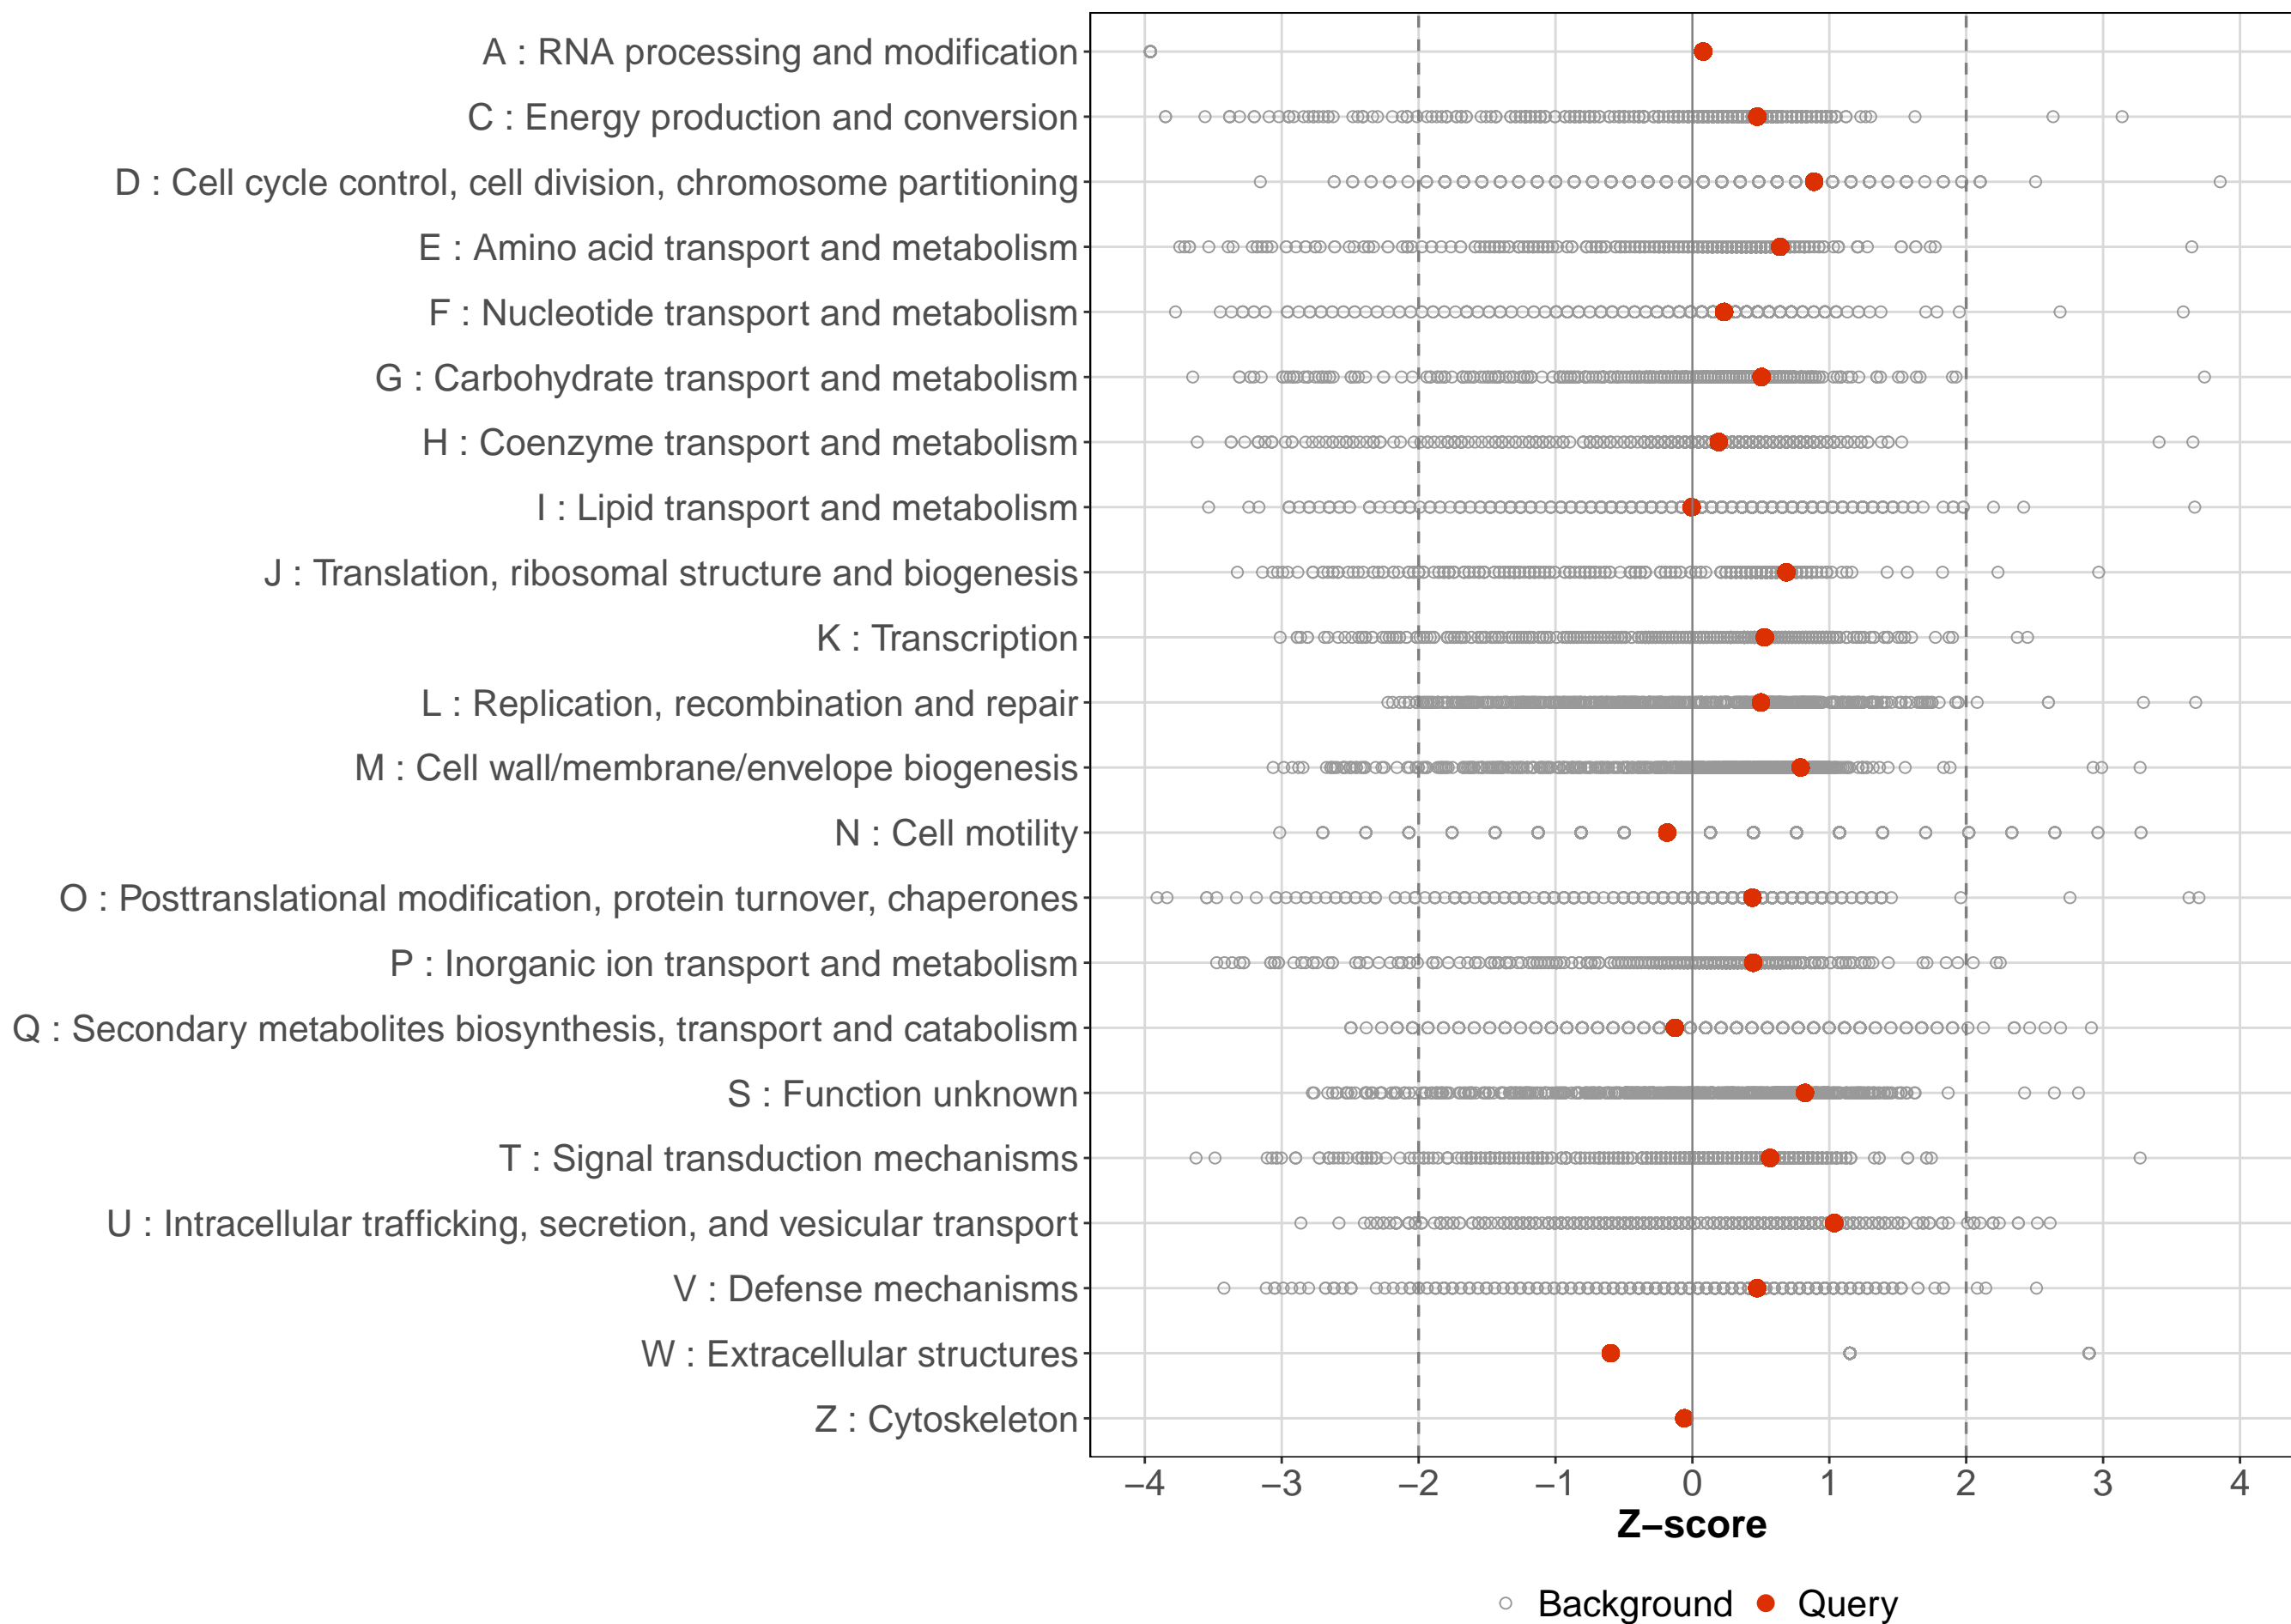 A : RNA processing and modification
C : Energy production and conversion
D : Cell cycle control, cell division, chromosome partitioning
E : Amino acid transport and metabolism
F : Nucleotide transport and metabolism
G : Carbohydrate transport and metabolism
H : Coenzyme transport and metabolism
I : Lipid transport and metabolism
J : Translation, ribosomal structure and biogenesis
K : Transcription
L : Replication, recombination and repair
M : Cell wall/membrane/envelope biogenesis
N : Cell motility
O : Posttranslational modification, protein turnover, chaperones
P : Inorganic ion transport and metabolism
Q : Secondary metabolites biosynthesis, transport and catabolism
S : Function unknown
T : Signal transduction mechanisms
U : Intracellular trafficking, secretion, and vesicular transport
V : Defense mechanisms
W : Extracellular structures
Z : Cytoskeleton
−4 −3 −2 −1 0 1 2 3 4
Z−score
Background Query